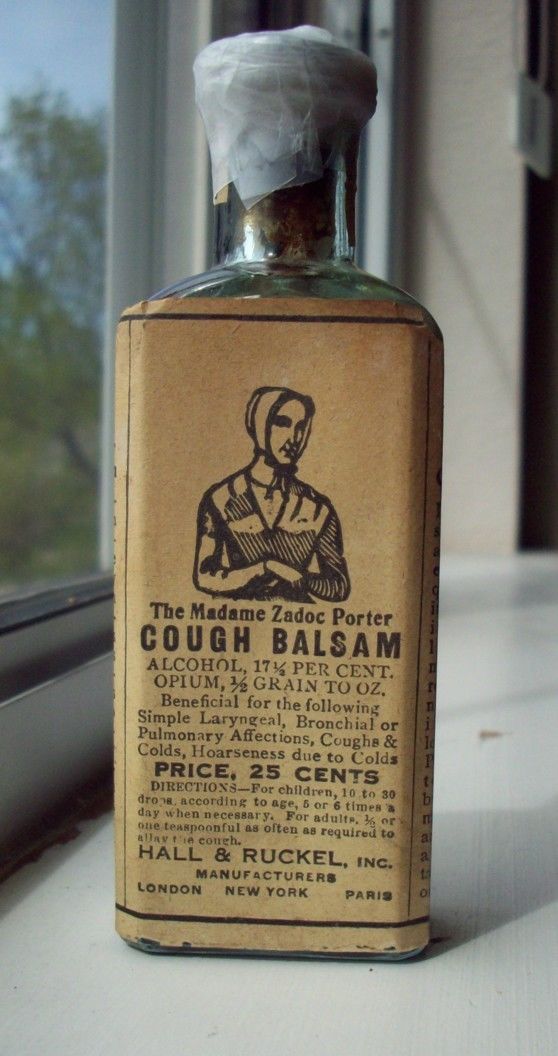 The Madame Zadoc Porter
COUGH BALSAM
ALCOHOL, 17½ PER CENT.
OPIUM, ½ GRAIN TO OZ.
Beneficial for the following
Simple Laryngeal, Bronchial or
Pulmonary Affections, Coughs &
Colds, Hoarseness due to Colds
PRICE, 25 CENTS
DIRECTIONS—For children, 10 to 30
drops, according to age, 5 or 6 times a
day when necessary. For adults, ½ or
one teaspoonful as often as required to
allay the cough.
HALL & RUCKEL, INC.
MANUFACTURERS
LONDON NEW YORK PARIS